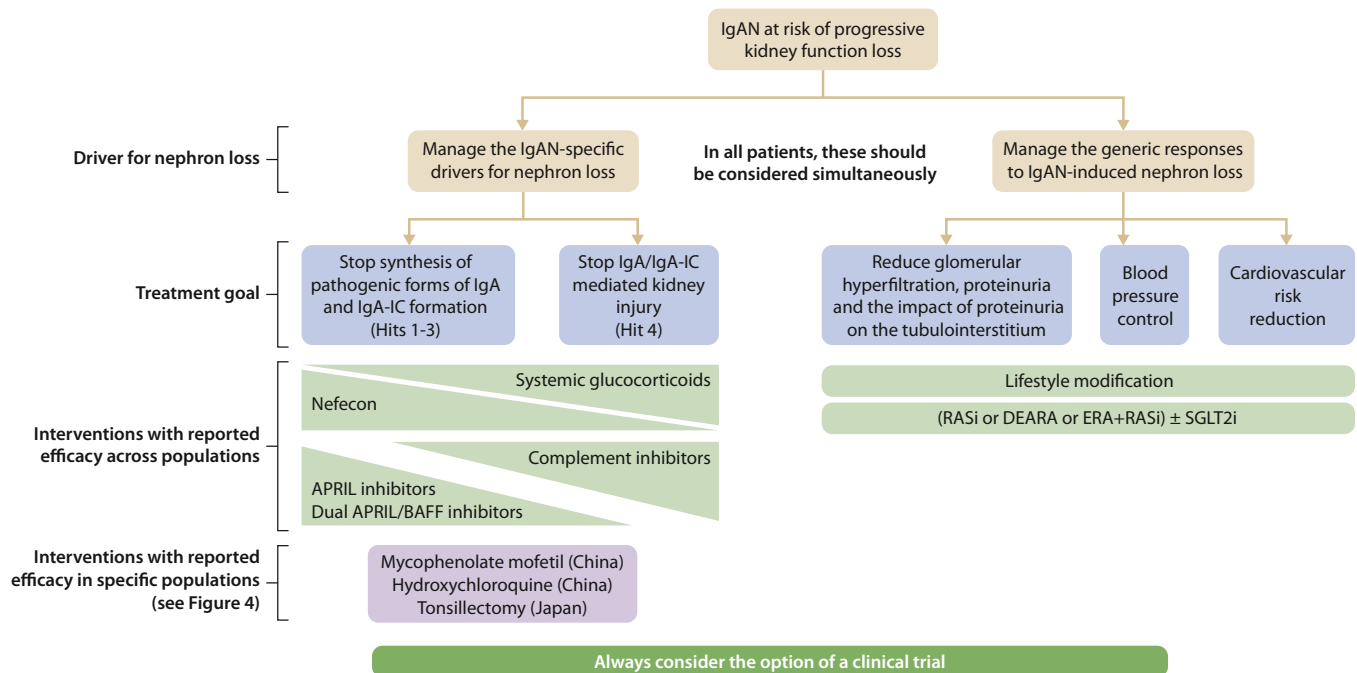 IgAN at risk of progressive
kidney function loss
Driver for nephron loss
Manage the IgAN-specific
drivers for nephron loss
In all patients, these should
be considered simultaneously
Manage the generic responses
to IgAN-induced nephron loss
Treatment goal
Stop synthesis of
pathogenic forms of IgA
and IgA-IC formation
(Hits 1-3)
Stop IgA/IgA-IC
mediated kidney
injury
(Hit 4)
Reduce glomerular
hyperfiltration, proteinuria
and the impact of proteinuria
on the tubulointerstitium
Blood
pressure
control
Cardiovascular
risk
reduction
Interventions with reported
efficacy across populations
Systemic glucocorticoids
Nefecon
Complement inhibitors
APRIL inhibitors
Dual APRIL/BAFF inhibitors
Lifestyle modification
(RASi or DEARA or ERA+RASi) ± SGLT2i
Interventions with reported
efficacy in specific populations
(see Figure 4)
Mycophenolate mofetil (China)
Hydroxychloroquine (China)
Tonsillectomy (Japan)
Always consider the option of a clinical trial